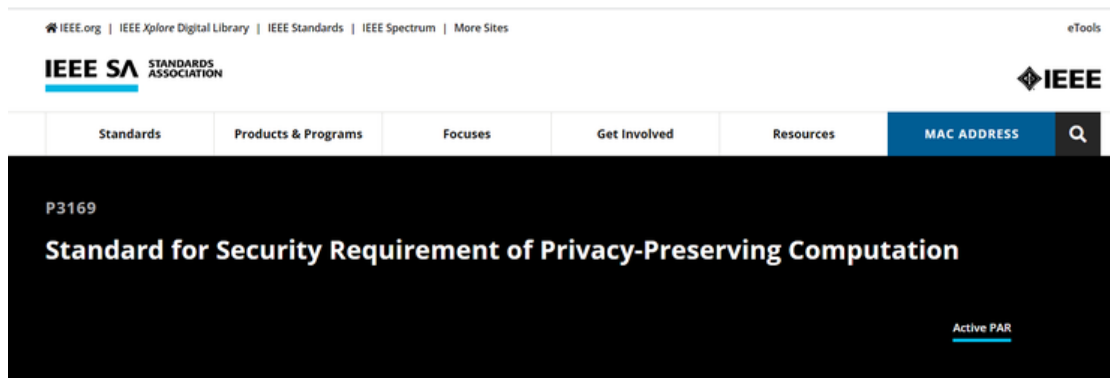 IEEE.org | IEEE Xplore Digital Library | IEEE Standards | IEEE Spectrum | More Sites
eTools
IEEE SA STANDARDS ASSOCIATION
IEEE
Standards
Products & Programs
Focuses
Get Involved
Resources
MAC ADDRESS
P3169
Standard for Security Requirement of Privacy-Preserving Computation
Active PAR